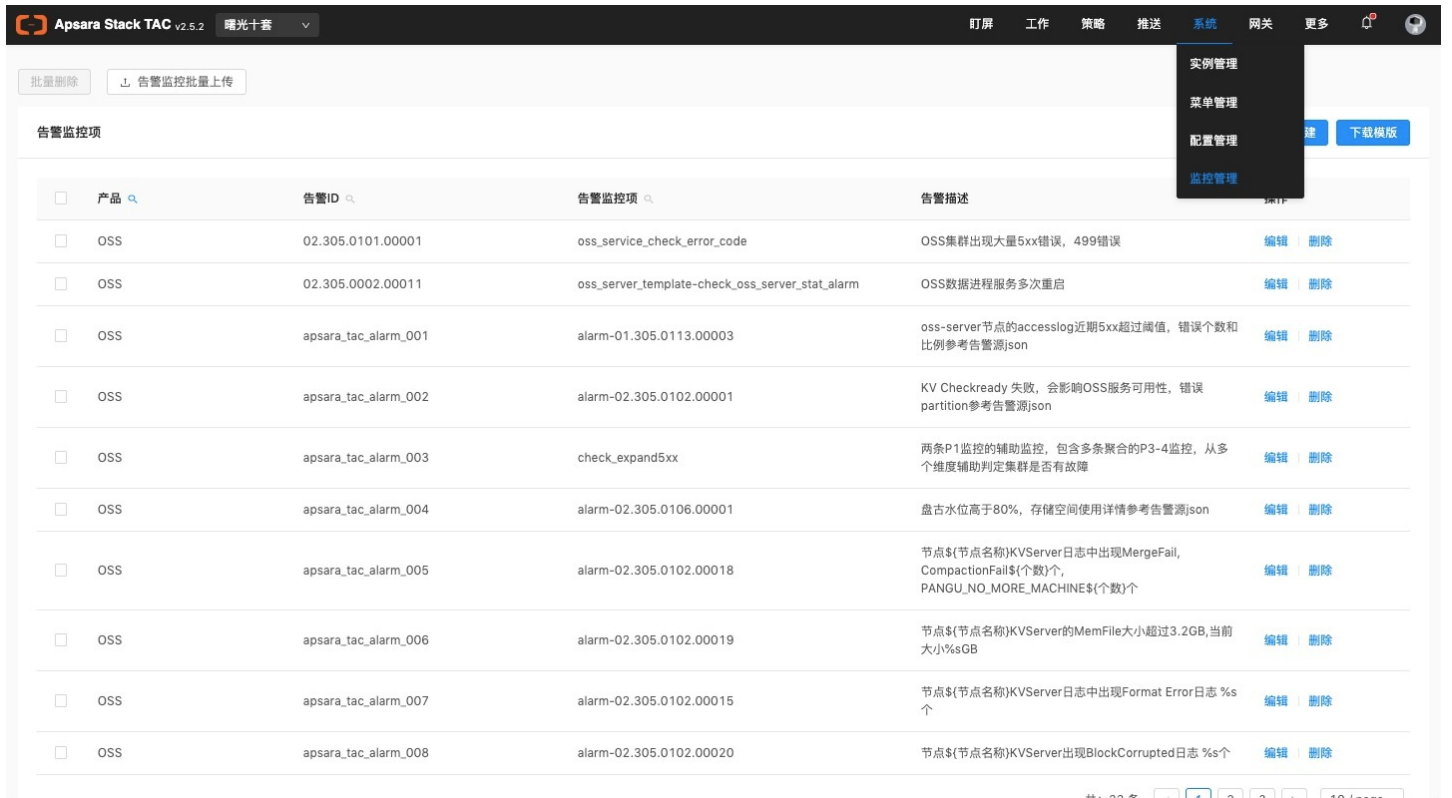 Apsara Stack TAC v2.5.2 曙光十套 盯屏 工作 策略 推送 系统 网关 更多
实例管理
菜单管理
配置管理
监控管理
批量删除 告警监控批量上传
告警监控项 建 下载模版
产品 告警ID 告警监控项 告警描述 操作
OSS 02.305.0101.00001 oss_service_check_error_code OSS集群出现大量5xx错误，499错误 编辑 删除
OSS 02.305.0002.00011 oss_server_template-check_oss_server_stat_alarm OSS数据进程服务多次重启 编辑 删除
OSS apsara_tac_alarm_001 alarm-01.305.0113.00003 oss-server节点的accesslog近期5xx超过阈值，错误个数和
比例参考告警源json 编辑 删除
OSS apsara_tac_alarm_002 alarm-02.305.0102.00001 KV Checkready 失败，会影响OSS服务可用性，错误
partition参考告警源json 编辑 删除
OSS apsara_tac_alarm_003 check_expand5xx 两条P1监控的辅助监控，包含多条聚合的P3-4监控，从多
个维度辅助判定集群是否有故障 编辑 删除
OSS apsara_tac_alarm_004 alarm-02.305.0106.00001 盘古水位高于80%，存储空间使用详情参考告警源json 编辑 删除
OSS apsara_tac_alarm_005 alarm-02.305.0102.00018 节点${节点名称}KVServer日志中出现MergeFail,
CompactionFail${个数}个,
PANGU_NO_MORE_MACHINE${个数}个 编辑 删除
OSS apsara_tac_alarm_006 alarm-02.305.0102.00019 节点${节点名称}KVServer的MemFile大小超过3.2GB,当前
大小%sGB 编辑 删除
OSS apsara_tac_alarm_007 alarm-02.305.0102.00015 节点${节点名称}KVServer日志中出现Format Error日志 %s
个 编辑 删除
OSS apsara_tac_alarm_008 alarm-02.305.0102.00020 节点${节点名称}KVServer出现BlockCorrupted日志 %s个 编辑 删除
1 2 3 10 / page